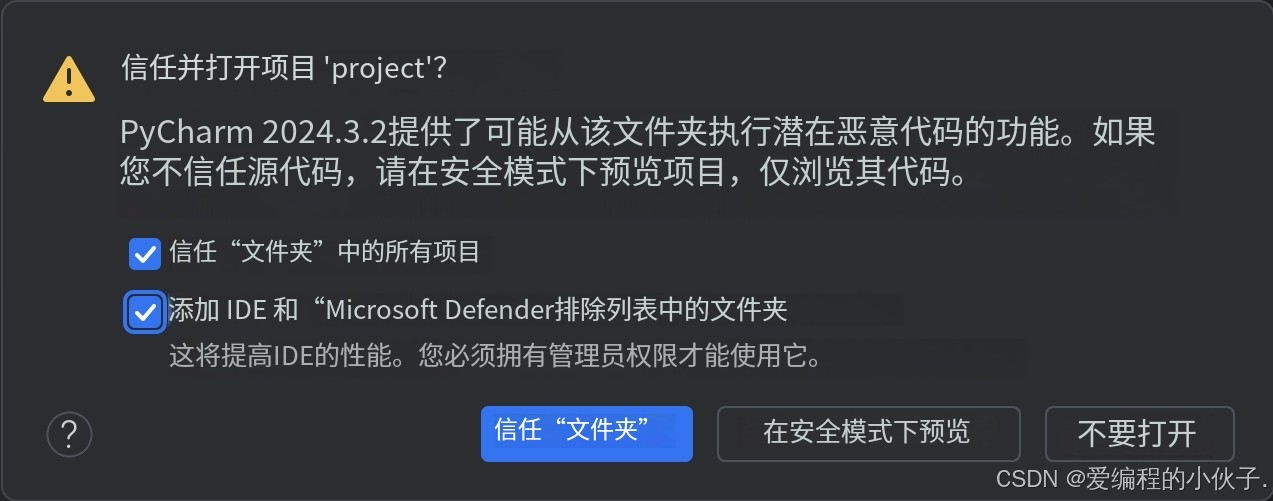 信任并打开项目 'project'?
PyCharm 2024.3.2提供了可能从该文件夹执行潜在恶意代码的功能。如果
您不信任源代码，请在安全模式下预览项目，仅浏览其代码。
信任“文件夹”中的所有项目
添加 IDE 和“Microsoft Defender排除列表中的文件夹
这将提高IDE的性能。您必须拥有管理员权限才能使用它。
? 信任“文件夹” 在安全模式下预览 不要打开
CSDN @爱编程的小伙子.